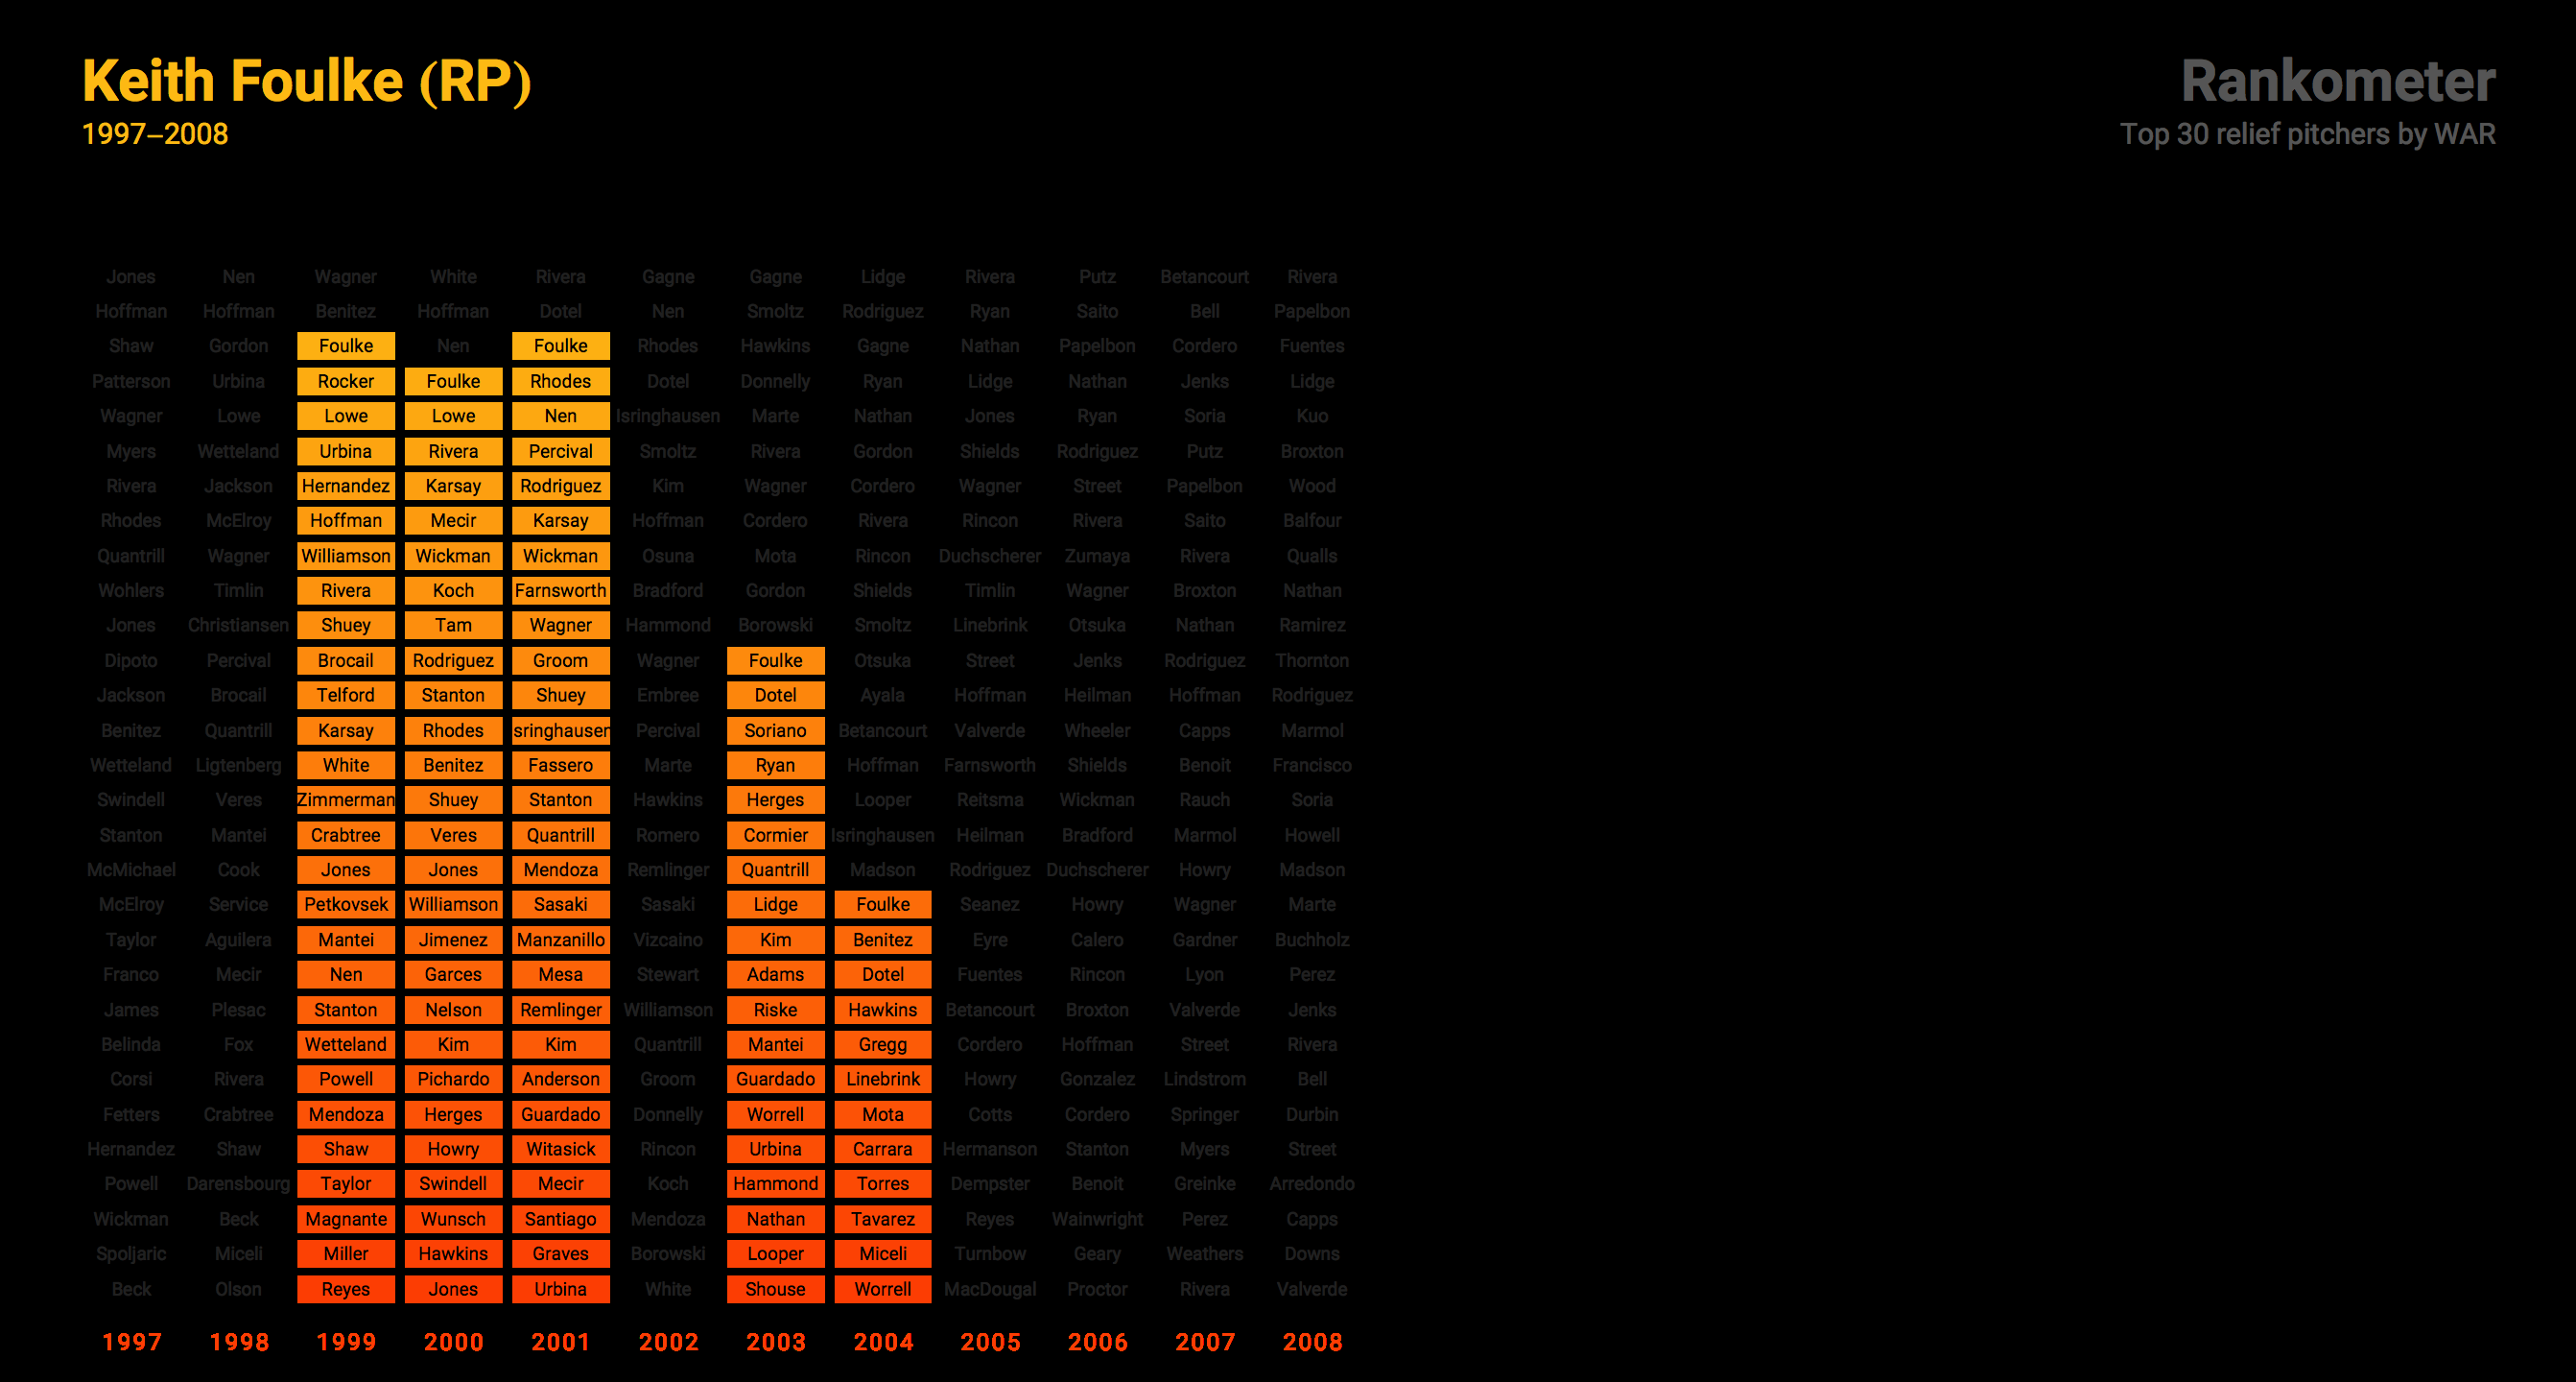 Keith Foulke (RP)
1997–2008
Rankometer
Top 30 relief pitchers by WAR
Jones Nen Wagner White Rivera Gagne Gagne Lidge Rivera Putz Betancourt Rivera
Hoffman Hoffman Benitez Hoffman Dotel Nen Smoltz Rodriguez Ryan Saito Bell Papelbon
Shaw Gordon Foulke Nen Foulke Rhodes Hawkins Gagne Nathan Papelbon Cordero Fuentes
Patterson Urbina Rocker Foulke Rhodes Dotel Donnelly Ryan Lidge Nathan Jenks Lidge
Wagner Lowe Lowe Lowe Nen Isringhausen Marte Nathan Jones Ryan Soria Kuo
Myers Wetteland Urbina Rivera Percival Smoltz Rivera Gordon Shields Rodriguez Putz Broxton
Rivera Jackson Hernandez Karsay Rodriguez Kim Wagner Cordero Wagner Street Papelbon Wood
Rhodes McElroy Hoffman Mecir Karsay Hoffman Cordero Rivera Rincon Rivera Saito Balfour
Quantrill Wagner Williamson Wickman Wickman Osuna Mota Rincon Duchscherer Zumaya Rivera Qualls
Wohlers Timlin Rivera Koch Farnsworth Bradford Gordon Shields Timlin Wagner Broxton Nathan
Jones Christiansen Shuey Tam Wagner Hammond Borowski Smoltz Linebrink Otsuka Nathan Ramirez
Dipoto Percival Brocail Rodriguez Groom Wagner Foulke Otsuka Street Jenks Rodriguez Thornton
Jackson Brocail Telford Stanton Shuey Embree Dotel Ayala Hoffman Heilman Hoffman Rodriguez
Benitez Quantrill Karsay Rhodes sringhausen Percival Soriano Betancourt Valverde Wheeler Capps Marmol
Wetteland Ligtenberg White Benitez Fassero Marte Ryan Hoffman Farnsworth Shields Benoit Francisco
Swindell Veres Zimmerman Shuey Stanton Hawkins Herges Looper Reitsma Wickman Rauch Soria
Stanton Mantei Crabtree Veres Quantrill Romero Cormier Isringhausen Heilman Bradford Marmol Howell
McMichael Cook Jones Jones Mendoza Remlinger Quantrill Madson Rodriguez Duchscherer Howry Madson
McElroy Service Petkovsek Williamson Sasaki Sasaki Lidge Foulke Seanez Howry Wagner Marte
Taylor Aguilera Mantei Jimenez Manzanillo Vizcaino Kim Benitez Eyre Calero Gardner Buchholz
Franco Mecir Nen Garces Mesa Stewart Adams Dotel Fuentes Rincon Lyon Perez
James Plesac Stanton Nelson Remlinger Williamson Riske Hawkins Betancourt Broxton Valverde Jenks
Belinda Fox Wetteland Kim Kim Quantrill Mantei Gregg Cordero Hoffman Street Rivera
Corsi Rivera Powell Pichardo Anderson Groom Guardado Linebrink Howry Gonzalez Lindstrom Bell
Fetters Crabtree Mendoza Herges Guardado Donnelly Worrell Mota Cotts Cordero Springer Durbin
Hernandez Shaw Shaw Howry Witasick Rincon Urbina Carrara Hermanson Stanton Myers Street
Powell Darensbourg Taylor Swindell Mecir Koch Hammond Torres Dempster Benoit Greinke Arredondo
Wickman Beck Magnante Wunsch Santiago Mendoza Nathan Tavarez Reyes Wainwright Perez Capps
Spoljaric Miceli Miller Hawkins Graves Borowski Looper Miceli Turnbow Geary Weathers Downs
Beck Olson Reyes Jones Urbina White Shouse Worrell MacDougal Proctor Rivera Valverde
1997 1998 1999 2000 2001 2002 2003 2004 2005 2006 2007 2008